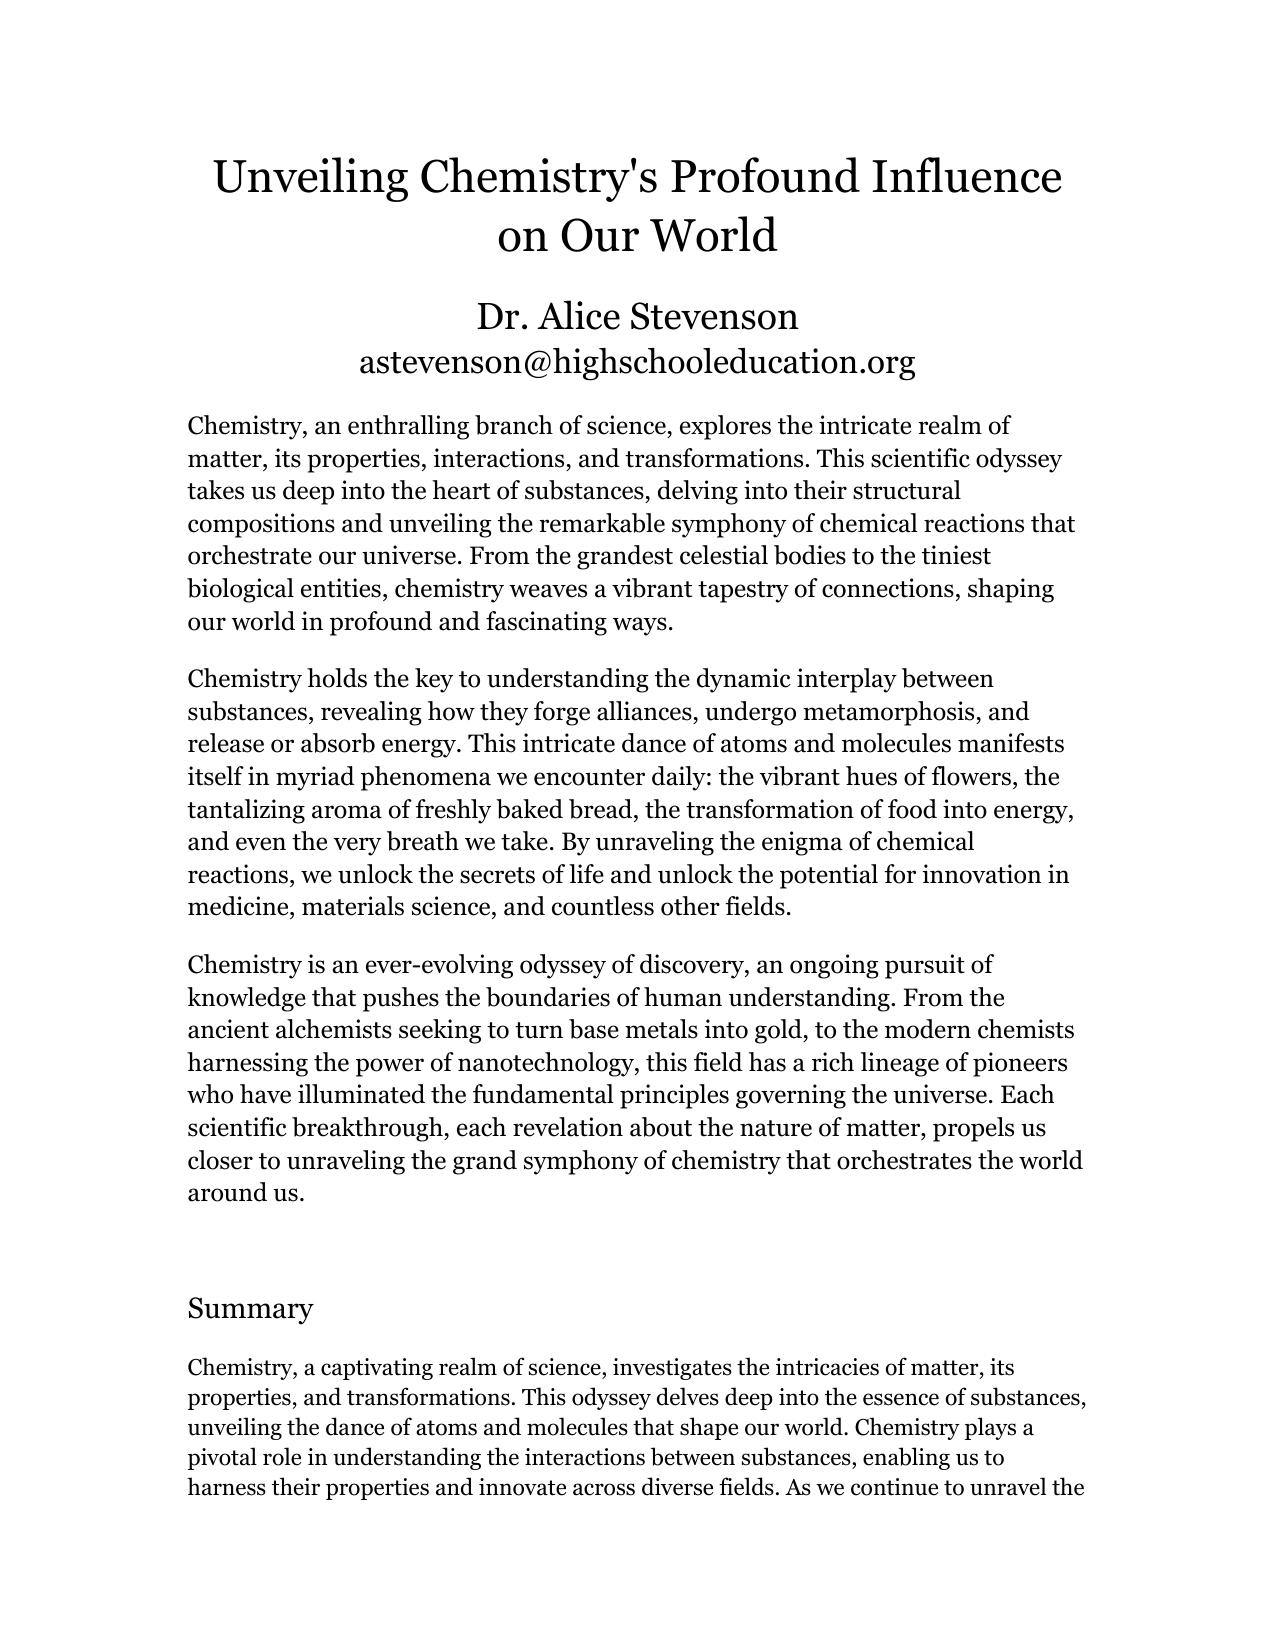 Unveiling Chemistry's Profound Influence
on Our World
Dr. Alice Stevenson
astevenson@highschooleducation.org
Chemistry, an enthralling branch of science, explores the intricate realm of
matter, its properties, interactions, and transformations. This scientific odyssey
takes us deep into the heart of substances, delving into their structural
compositions and unveiling the remarkable symphony of chemical reactions that
orchestrate our universe. From the grandest celestial bodies to the tiniest
biological entities, chemistry weaves a vibrant tapestry of connections, shaping
our world in profound and fascinating ways.
Chemistry holds the key to understanding the dynamic interplay between
substances, revealing how they forge alliances, undergo metamorphosis, and
release or absorb energy. This intricate dance of atoms and molecules manifests
itself in myriad phenomena we encounter daily: the vibrant hues of flowers, the
tantalizing aroma of freshly baked bread, the transformation of food into energy,
and even the very breath we take. By unraveling the enigma of chemical
reactions, we unlock the secrets of life and unlock the potential for innovation in
medicine, materials science, and countless other fields.
Chemistry is an ever-evolving odyssey of discovery, an ongoing pursuit of
knowledge that pushes the boundaries of human understanding. From the
ancient alchemists seeking to turn base metals into gold, to the modern chemists
harnessing the power of nanotechnology, this field has a rich lineage of pioneers
who have illuminated the fundamental principles governing the universe. Each
scientific breakthrough, each revelation about the nature of matter, propels us
closer to unraveling the grand symphony of chemistry that orchestrates the world
around us.
Summary
Chemistry, a captivating realm of science, investigates the intricacies of matter, its
properties, and transformations. This odyssey delves deep into the essence of substances,
unveiling the dance of atoms and molecules that shape our world. Chemistry plays a
pivotal role in understanding the interactions between substances, enabling us to
harness their properties and innovate across diverse fields. As we continue to unravel the